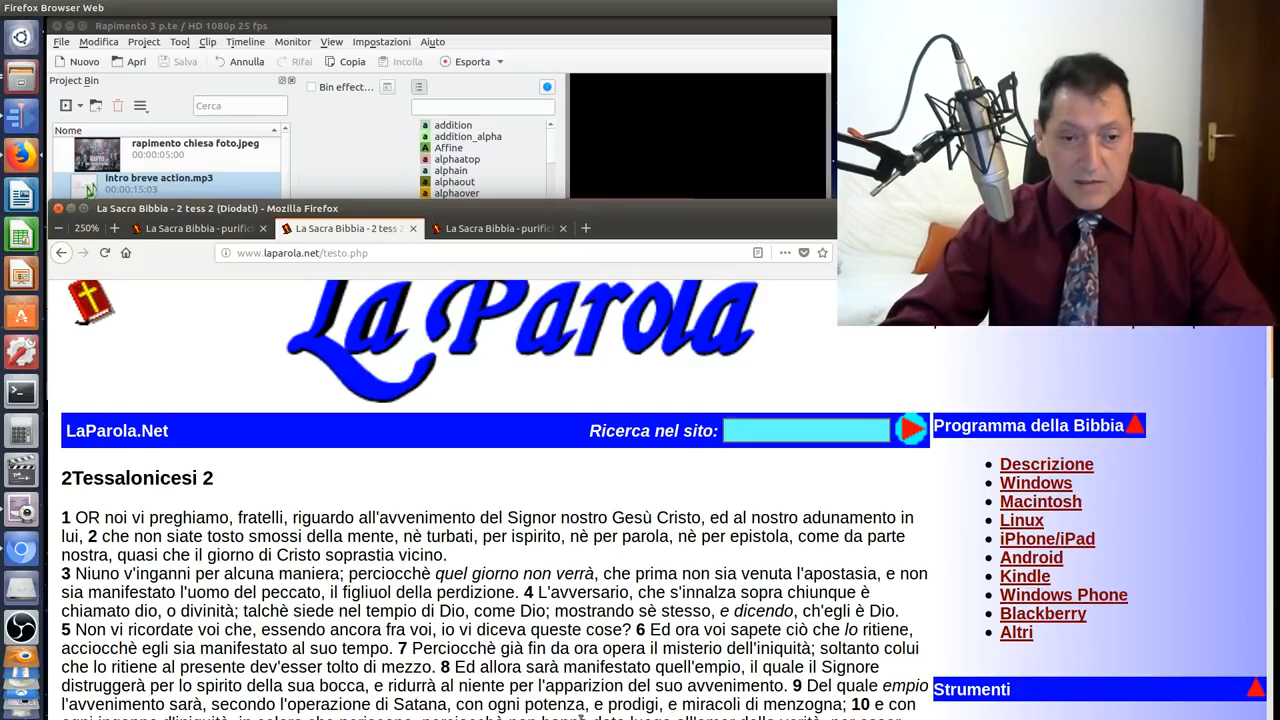 Firefox Browser Web
Rapimento 3 p.te / HD 1080p 25 fps
File Modifica Project Tool Clip Timeline Monitor View Impostazioni Aiuto
Nuovo Apri Salva Annulla Rifai Copia Incolla Esporta
Project Bin
Bin effect...
Cerca
Nome
rapimento chiesa foto.jpeg
00:00:05:00
intro breve action.mp3
00:00:15:03
addition
addition_alpha
Affine
alphaatop
alphain
alphaout
alphaover
La Sacra Bibbia - 2 tess 2 (Diodati) - Mozilla Firefox
250% La Sacra Bibbia - purifi La Sacra Bibbia - 2 tess 2 La Sacra Bibbia - purifi
www.laparola.net/testo.php
La Parola
LaParola.Net Ricerca nel sito:
2Tessalonicesi 2
1 OR noi vi preghiamo, fratelli, riguardo all'avvenimento del Signor nostro Gesù Cristo, ed al nostro adunamento in
lui, 2 che non siate tosto smossi della mente, nè turbati, per ispirito, nè per parola, nè per epistola, come da parte
nostra, quasi che il giorno di Cristo soprastia vicino.
3 Niuno v'inganni per alcuna maniera; perciocchè quel giorno non verrà, che prima non sia venuta l'apostasia, e non
sia manifestato l'uomo del peccato, il figliuol della perdizione. 4 L'avversario, che s'innalza sopra chiunque è
chiamato dio, o divinità; talchè siede nel tempio di Dio, come Dio; mostrando sè stesso, e dicendo, ch'egli è Dio.
5 Non vi ricordate voi che, essendo ancora fra voi, io vi diceva queste cose? 6 Ed ora voi sapete ciò che lo ritiene,
acciocchè egli sia manifestato al suo tempo. 7 Perciocchè già fin da ora opera il misterio dell'iniquità; soltanto colui
che lo ritiene al presente dev'esser tolto di mezzo. 8 Ed allora sarà manifestato quell'empio, il quale il Signore
distruggerà per lo spirito della sua bocca, e ridurrà al niente per l'apparizion del suo avvenimento. 9 Del quale empio
l'avvenimento sarà, secondo l'operazione di Satana, con ogni potenza, e prodigi, e miracoli di menzogna; 10 e con
Programma della Bibbia
Descrizione
Windows
Macintosh
Linux
iPhone/iPad
Android
Kindle
Windows Phone
Blackberry
Altri
Strumenti